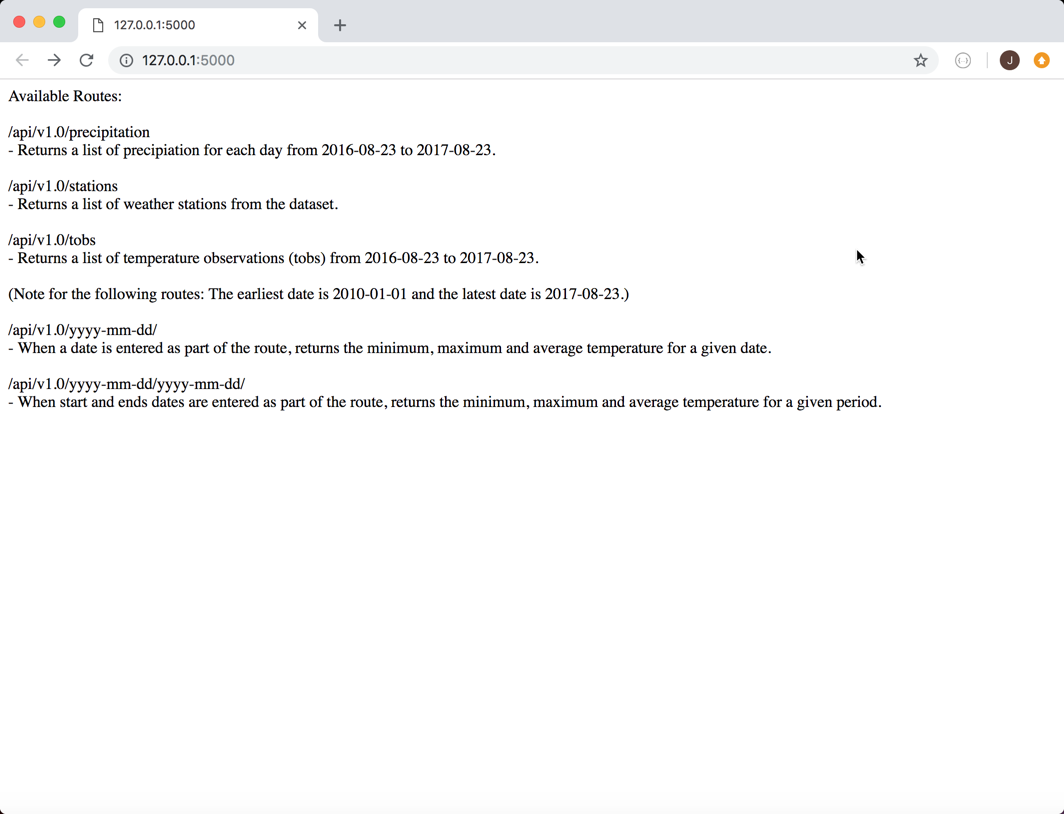 127.0.0.1:5000
127.0.0.1:5000
J
Available Routes:
/api/v1.0/precipitation
- Returns a list of precipiation for each day from 2016-08-23 to 2017-08-23.
/api/v1.0/stations
- Returns a list of weather stations from the dataset.
/api/v1.0/tobs
- Returns a list of temperature observations (tobs) from 2016-08-23 to 2017-08-23.
(Note for the following routes: The earliest date is 2010-01-01 and the latest date is 2017-08-23.)
/api/v1.0/yyyy-mm-dd/
- When a date is entered as part of the route, returns the minimum, maximum and average temperature for a given date.
/api/v1.0/yyyy-mm-dd/yyyy-mm-dd/
- When start and ends dates are entered as part of the route, returns the minimum, maximum and average temperature for a given period.